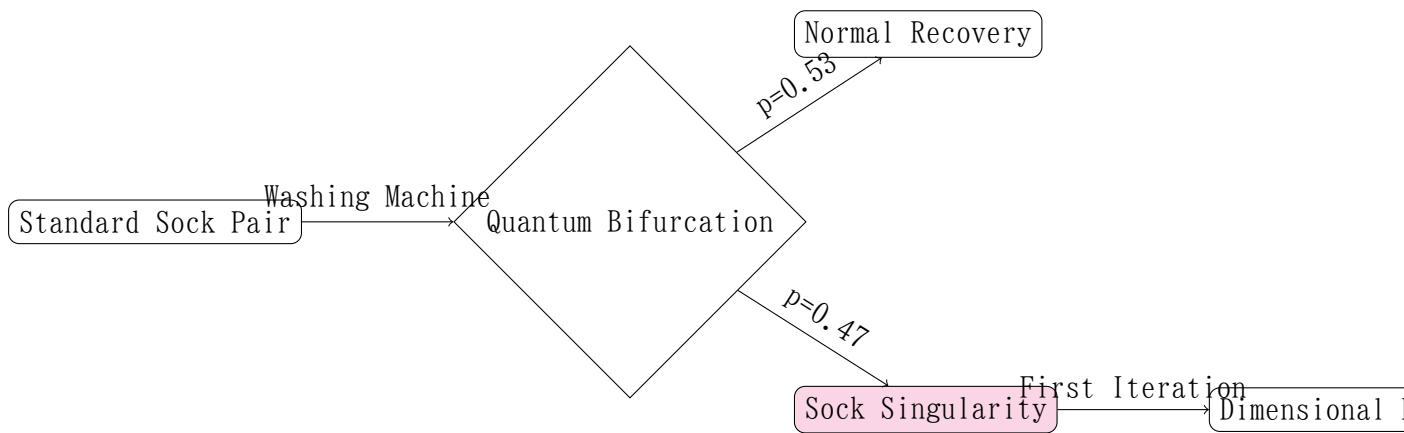 Normal Recovery
p=0.53
Washing Machine
Standard Sock Pair
Quantum Bifurcation
p=0.47
First Iteration
Sock Singularity
Dimensional